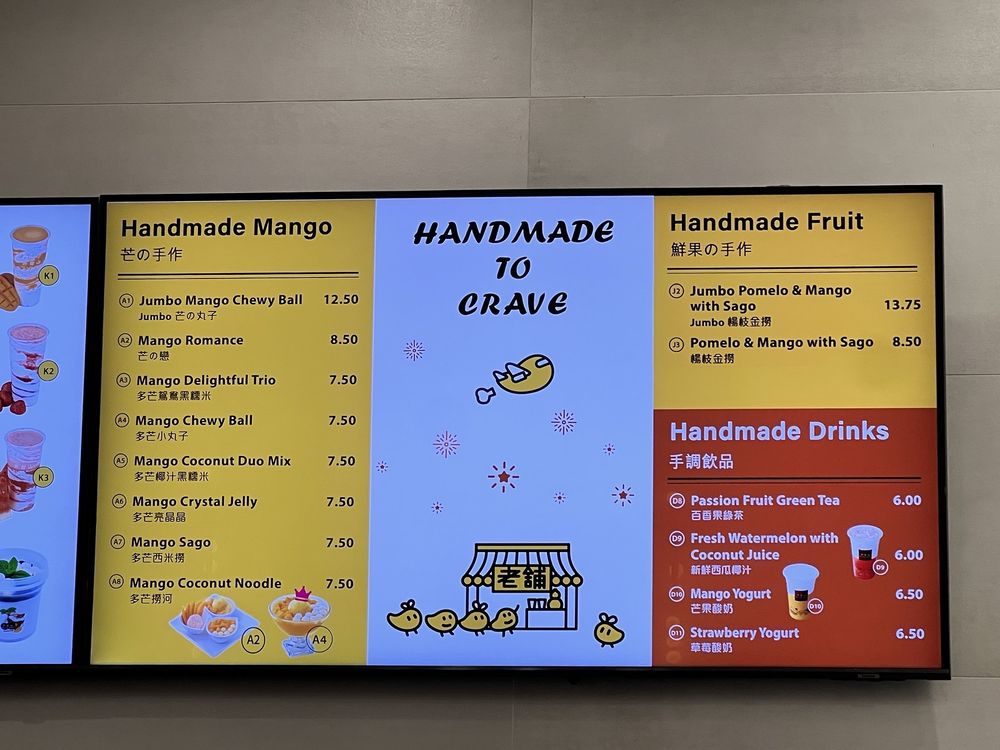 K1
K2
K3
Handmade Mango
芒の手作
A1 Jumbo Mango Chewy Ball 12.50
Jumbo 芒の丸子
A2 Mango Romance 8.50
芒の戀
A3 Mango Delightful Trio 7.50
多芒鴛鴦黑糯米
A4 Mango Chewy Ball 7.50
多芒小丸子
A5 Mango Coconut Duo Mix 7.50
多芒椰汁黑糯米
A6 Mango Crystal Jelly 7.50
多芒亮晶晶
A7 Mango Sago 7.50
多芒西米撈
A8 Mango Coconut Noodle 7.50
多芒撈河
A2
A4
HANDMADE
TO
CRAVE
老舖
Handmade Fruit
鮮果の手作
J2 Jumbo Pomelo & Mango
with Sago 13.75
Jumbo 楊枝金撈
J3 Pomelo & Mango with Sago 8.50
楊枝金撈
Handmade Drinks
手調飲品
D8 Passion Fruit Green Tea 6.00
百香果綠茶
D9 Fresh Watermelon with
Coconut Juice 6.00
新鮮西瓜椰汁
D9
D10 Mango Yogurt 6.50
芒果酸奶
D10
D11 Strawberry Yogurt 6.50
草莓酸奶